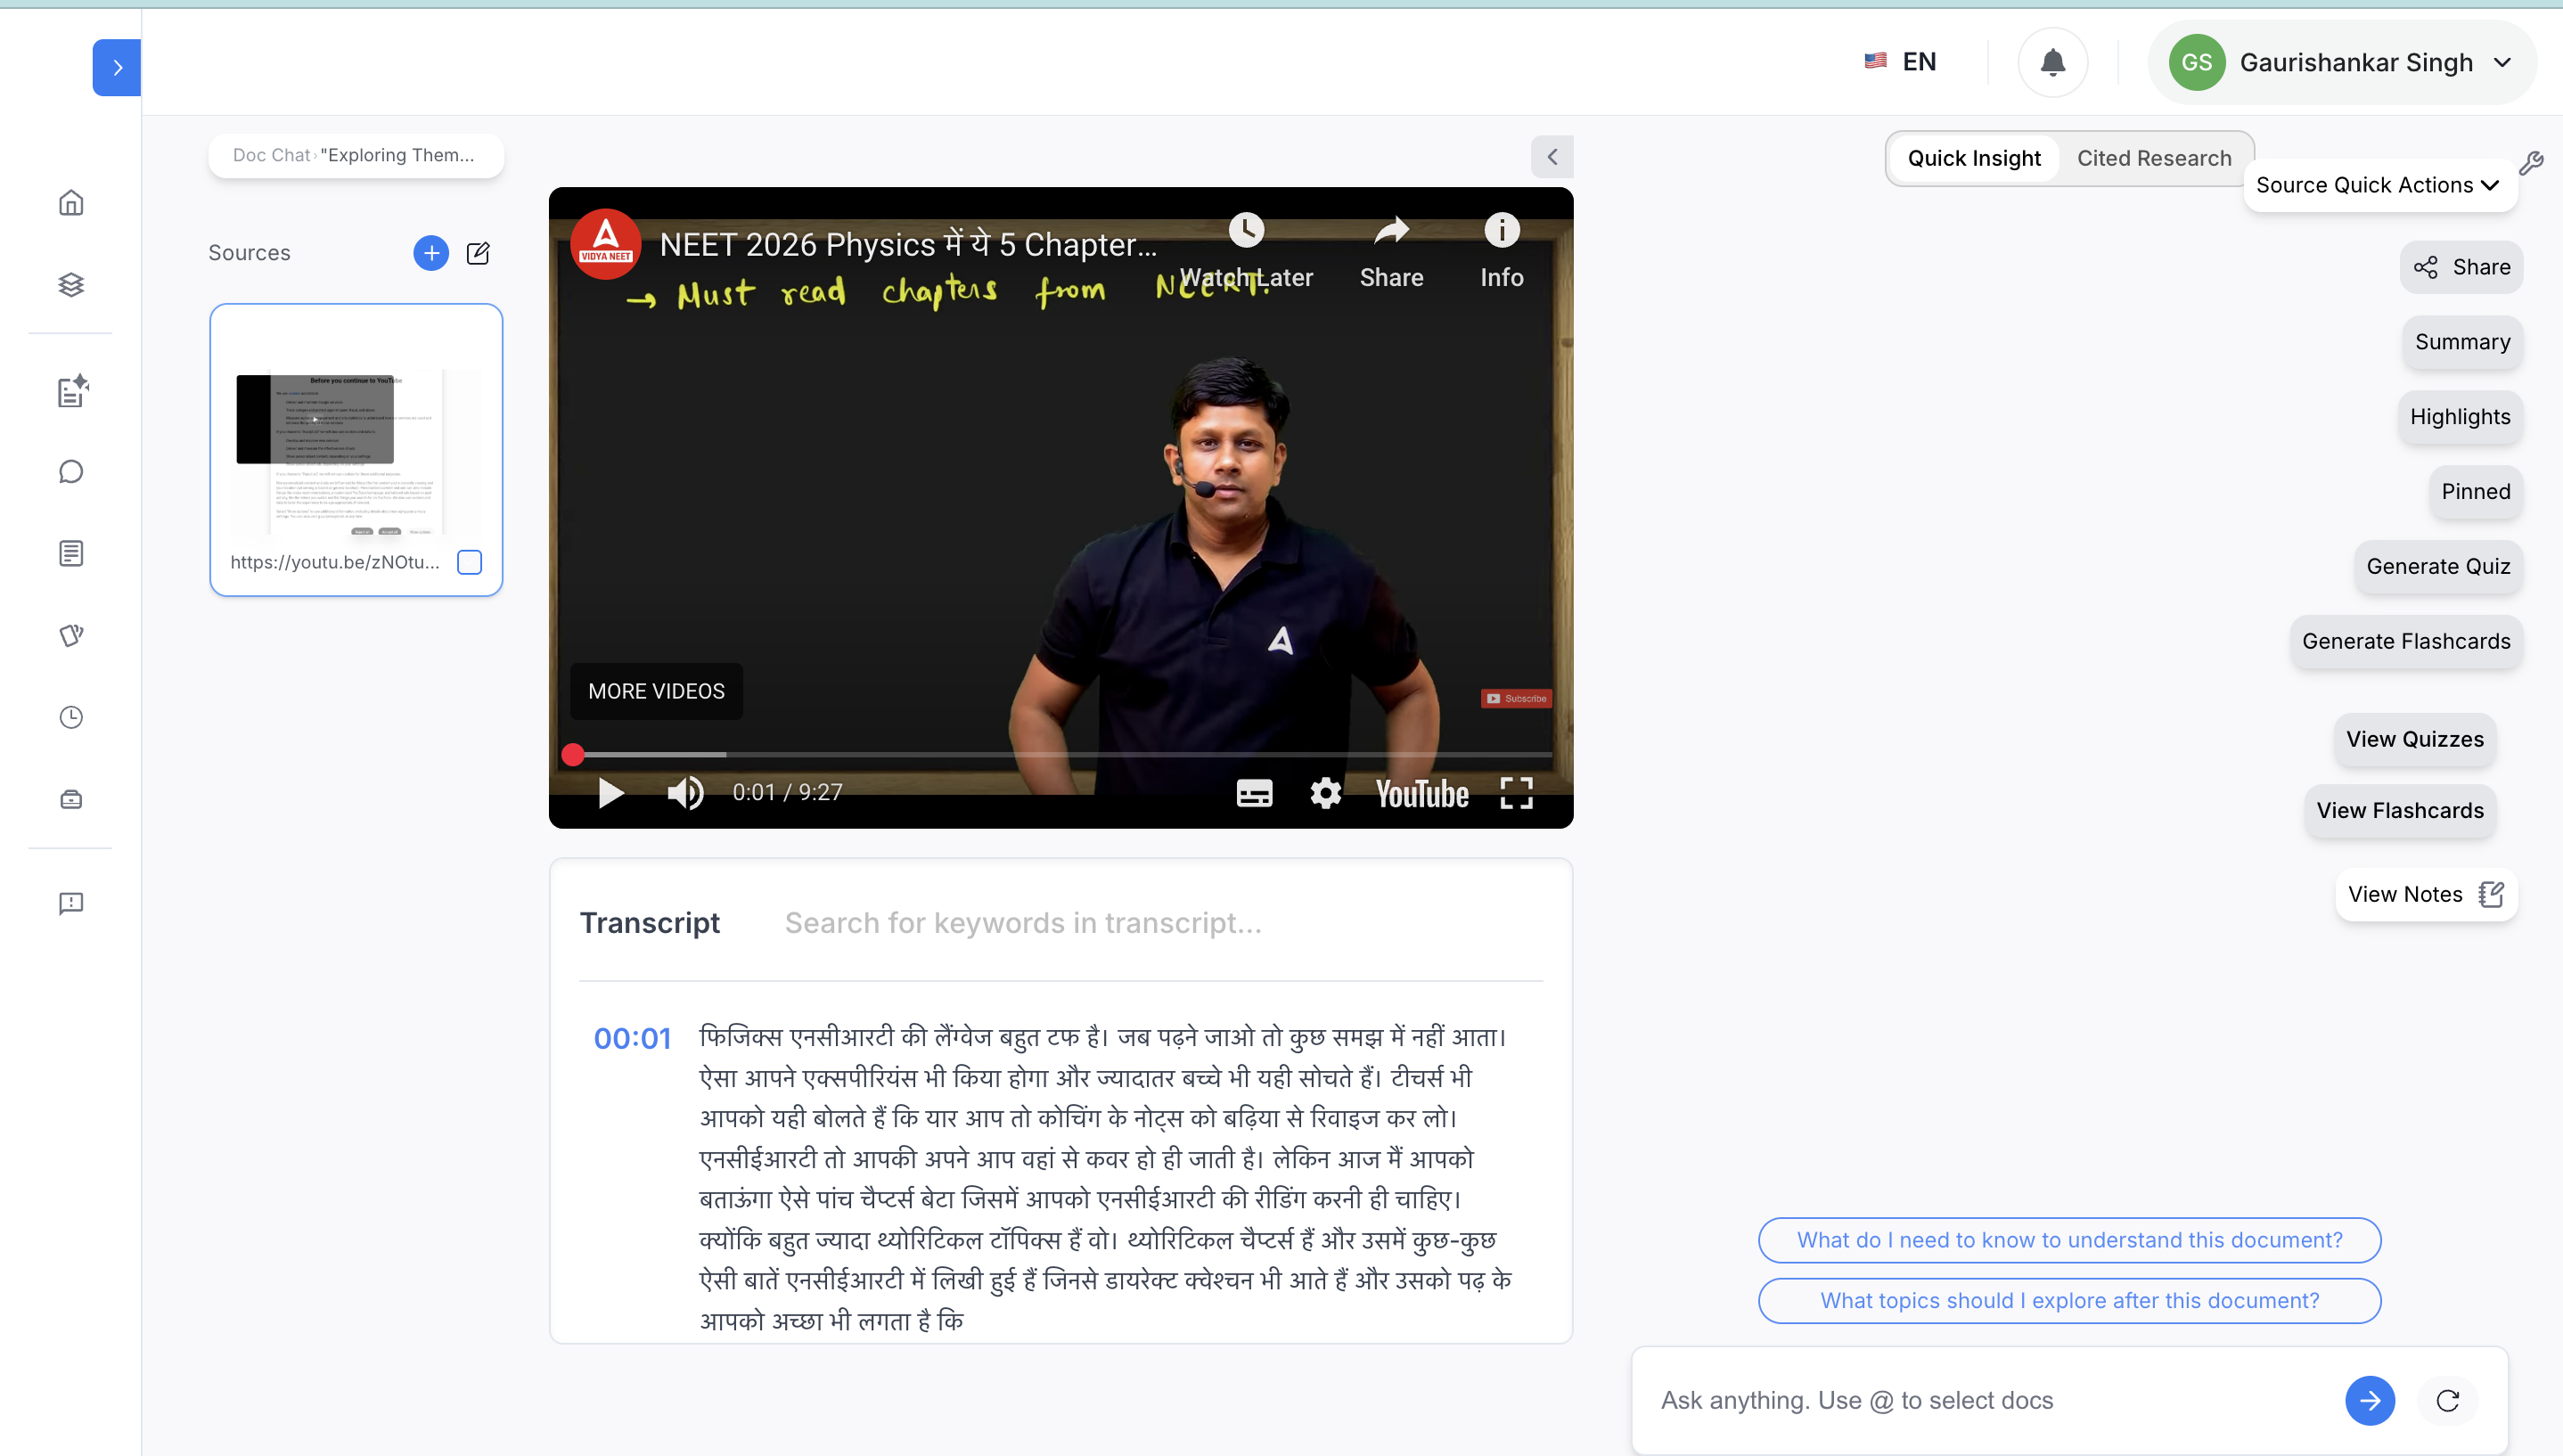 EN
GS
Gaurishankar Singh
Doc Chat › "Exploring Them...
Sources
Before you continue to YouTube
https://youtu.be/zNOtu...
VIDYA NEET
NEET 2026 Physics में ये 5 Chapter...
Watch Later
Share
Info
→ Must read chapters from NCERT.
MORE VIDEOS
Subscribe
0:01 / 9:27
YouTube
Transcript
Search for keywords in transcript...
00:01
फिजिक्स एनसीआरटी की लैंग्वेज बहुत टफ है। जब पढ़ने जाओ तो कुछ समझ में नहीं आता।
ऐसा आपने एक्सपीरियंस भी किया होगा और ज्यादातर बच्चे भी यही सोचते हैं। टीचर्स भी
आपको यही बोलते हैं कि यार आप तो कोचिंग के नोट्स को बढ़िया से रिवाइज कर लो।
एनसीईआरटी तो आपकी अपने आप वहां से कवर हो ही जाती है। लेकिन आज मैं आपको
बताऊंगा ऐसे पांच चैप्टर्स बेटा जिसमें आपको एनसीईआरटी की रीडिंग करनी ही चाहिए।
क्योंकि बहुत ज्यादा थ्योरिटिकल टॉपिक्स हैं वो। थ्योरिटिकल चैप्टर्स हैं और उसमें कुछ-कुछ
ऐसी बातें एनसीईआरटी में लिखी हुई हैं जिनसे डायरेक्ट क्वेश्चन भी आते हैं और उसको पढ़ के
आपको अच्छा भी लगता है कि
Quick Insight
Cited Research
Source Quick Actions
Share
Summary
Highlights
Pinned
Generate Quiz
Generate Flashcards
View Quizzes
View Flashcards
View Notes
What do I need to know to understand this document?
What topics should I explore after this document?
Ask anything. Use @ to select docs